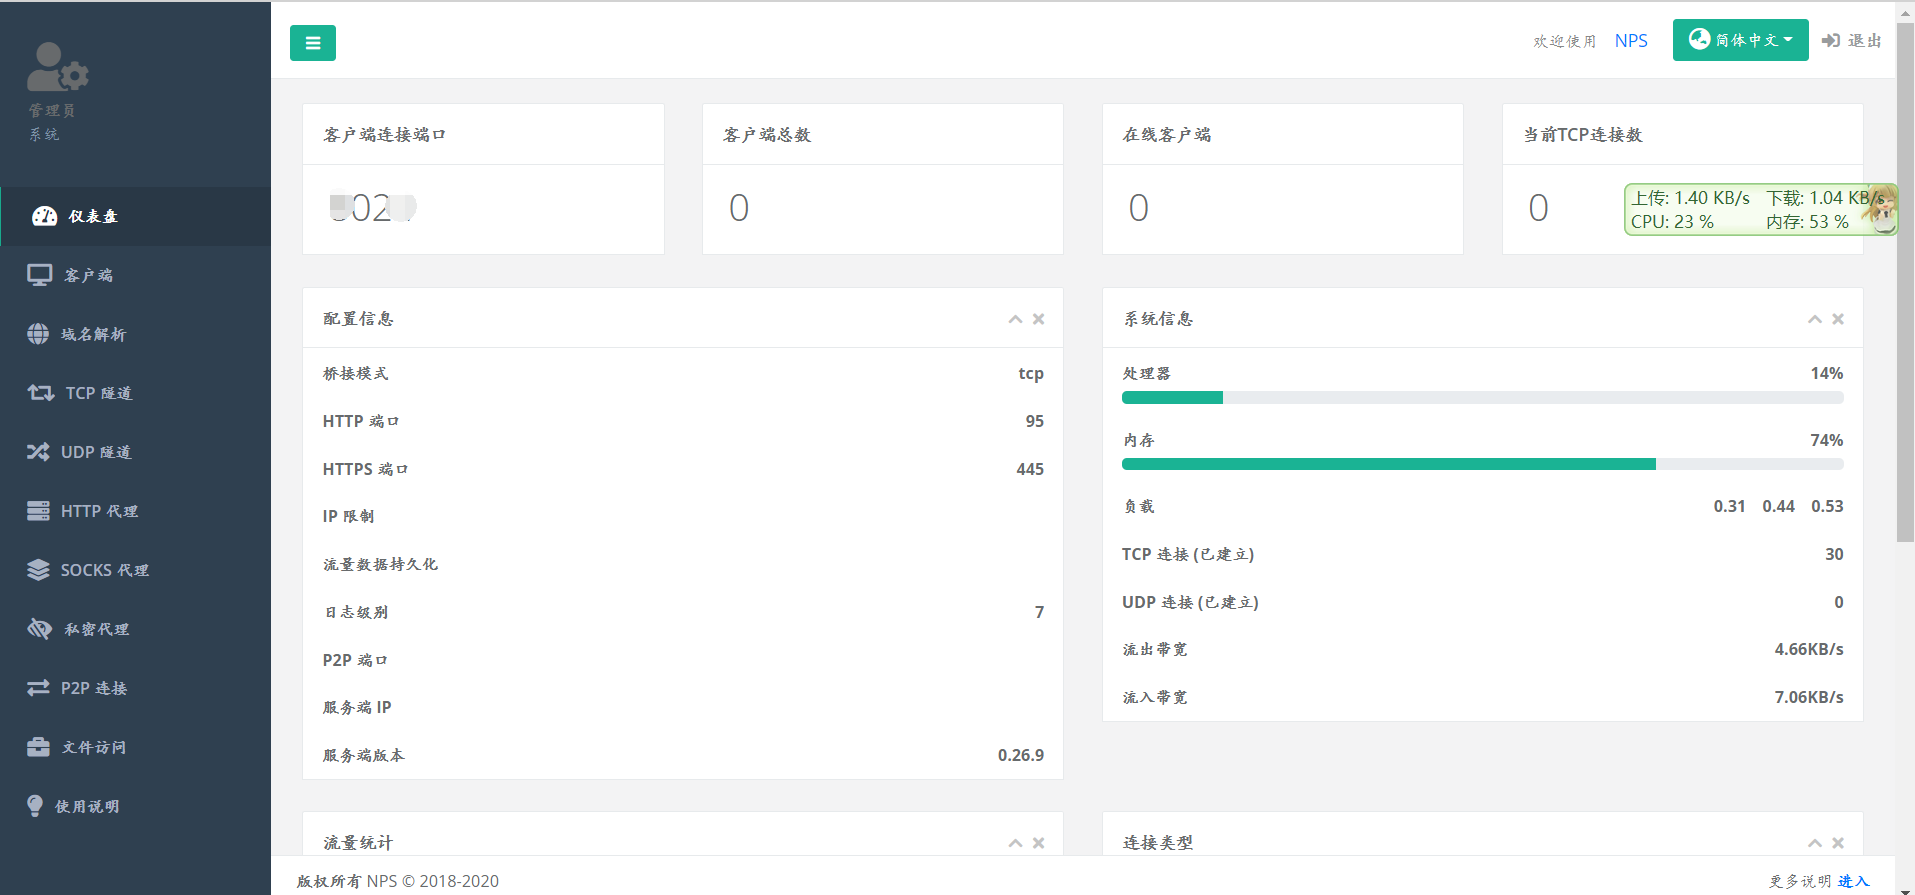 管理员
系统
仪表盘
客户端
域名解析
TCP 隧道
UDP 隧道
HTTP 代理
SOCKS 代理
私密代理
P2P 连接
文件访问
使用说明
欢迎使用 NPS 简体中文 退出
客户端连接端口
客户端总数
0
在线客户端
0
当前TCP连接数
0
上传: 1.40 KB/s 下载: 1.04 KB/s
CPU: 23 % 内存: 53 %
配置信息
桥接模式 tcp
HTTP 端口 95
HTTPS 端口 445
IP 限制
流量数据持久化
日志级别 7
P2P 端口
服务端 IP
服务端版本 0.26.9
系统信息
处理器 14%
内存 74%
负载 0.31 0.44 0.53
TCP 连接 (已建立) 30
UDP 连接 (已建立) 0
流出带宽 4.66KB/s
流入带宽 7.06KB/s
流量统计
连接类型
版权所有 NPS © 2018-2020
更多说明 进入